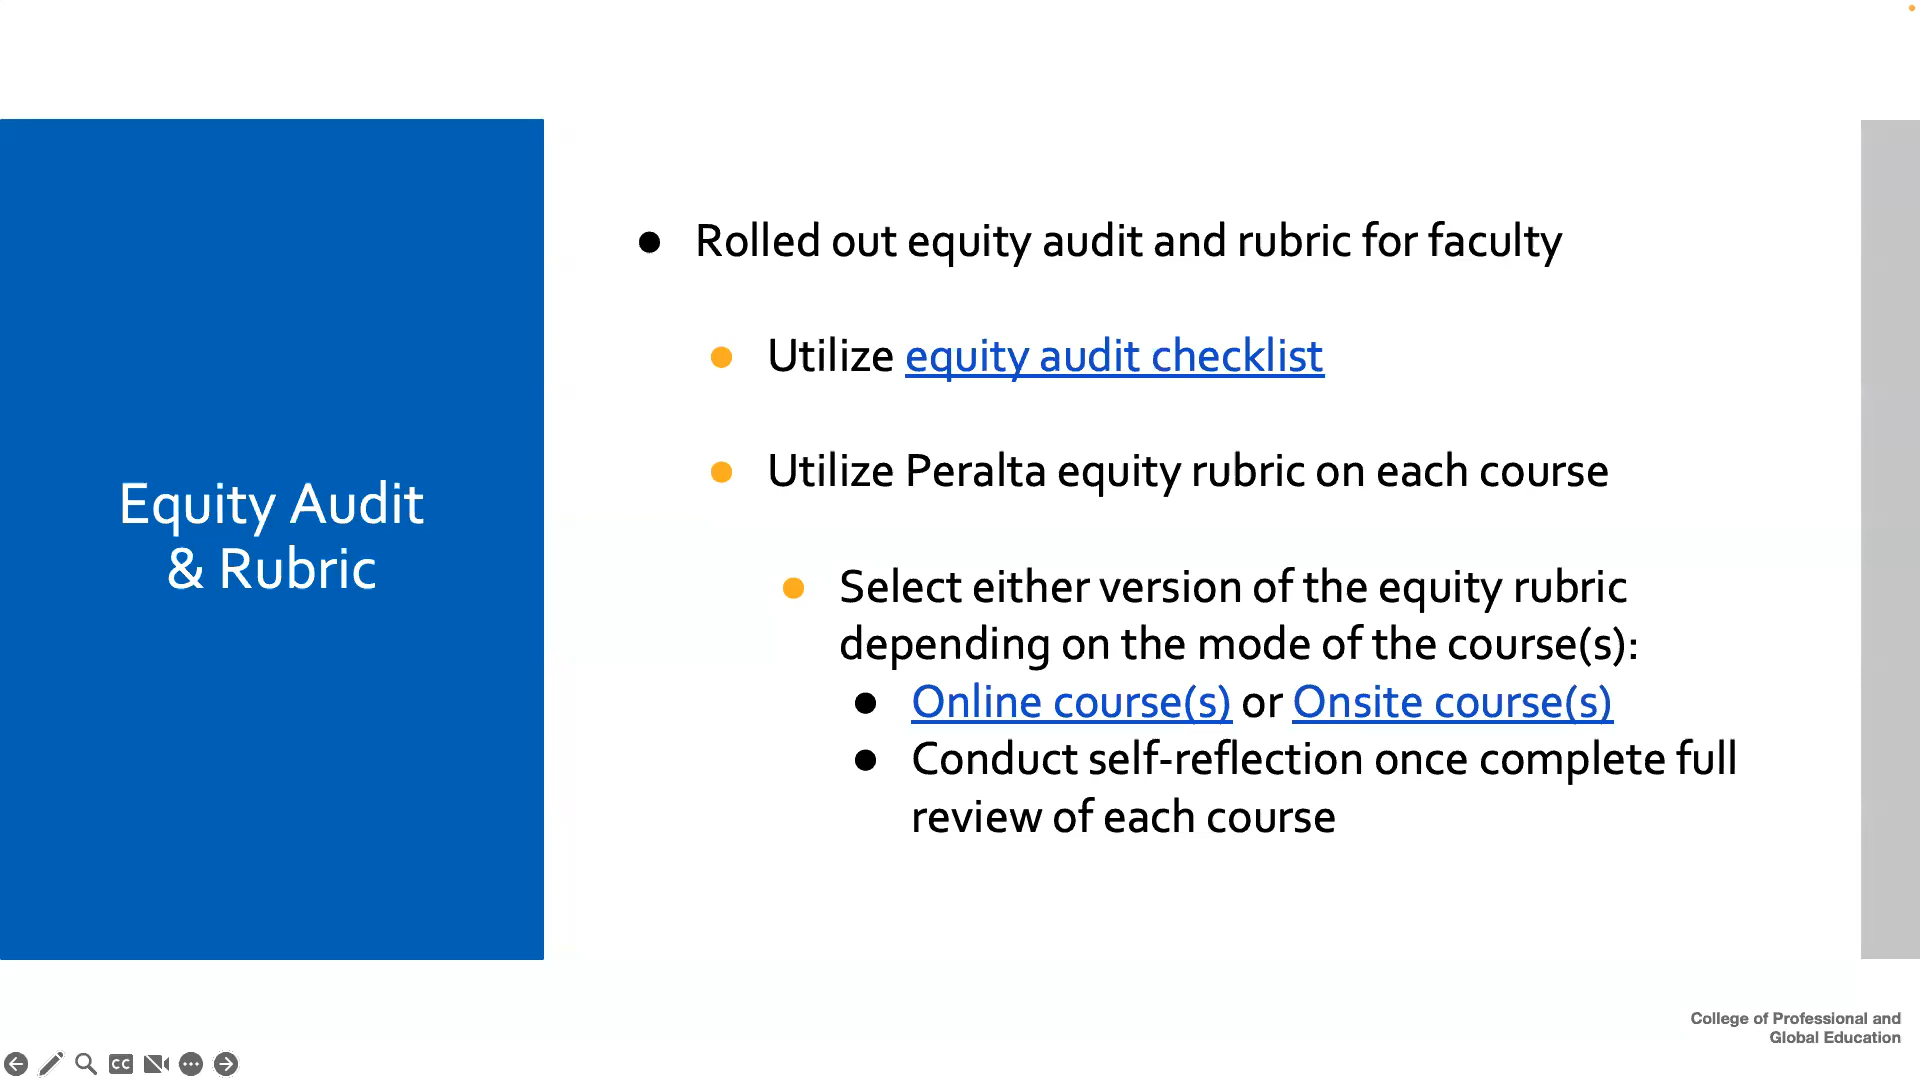 Equity Audit
& Rubric
● Rolled out equity audit and rubric for faculty
● Utilize equity audit checklist
● Utilize Peralta equity rubric on each course
● Select either version of the equity rubric
depending on the mode of the course(s):
● Online course(s) or Onsite course(s)
● Conduct self-reflection once complete full
review of each course
College of Professional and
Global Education
CC